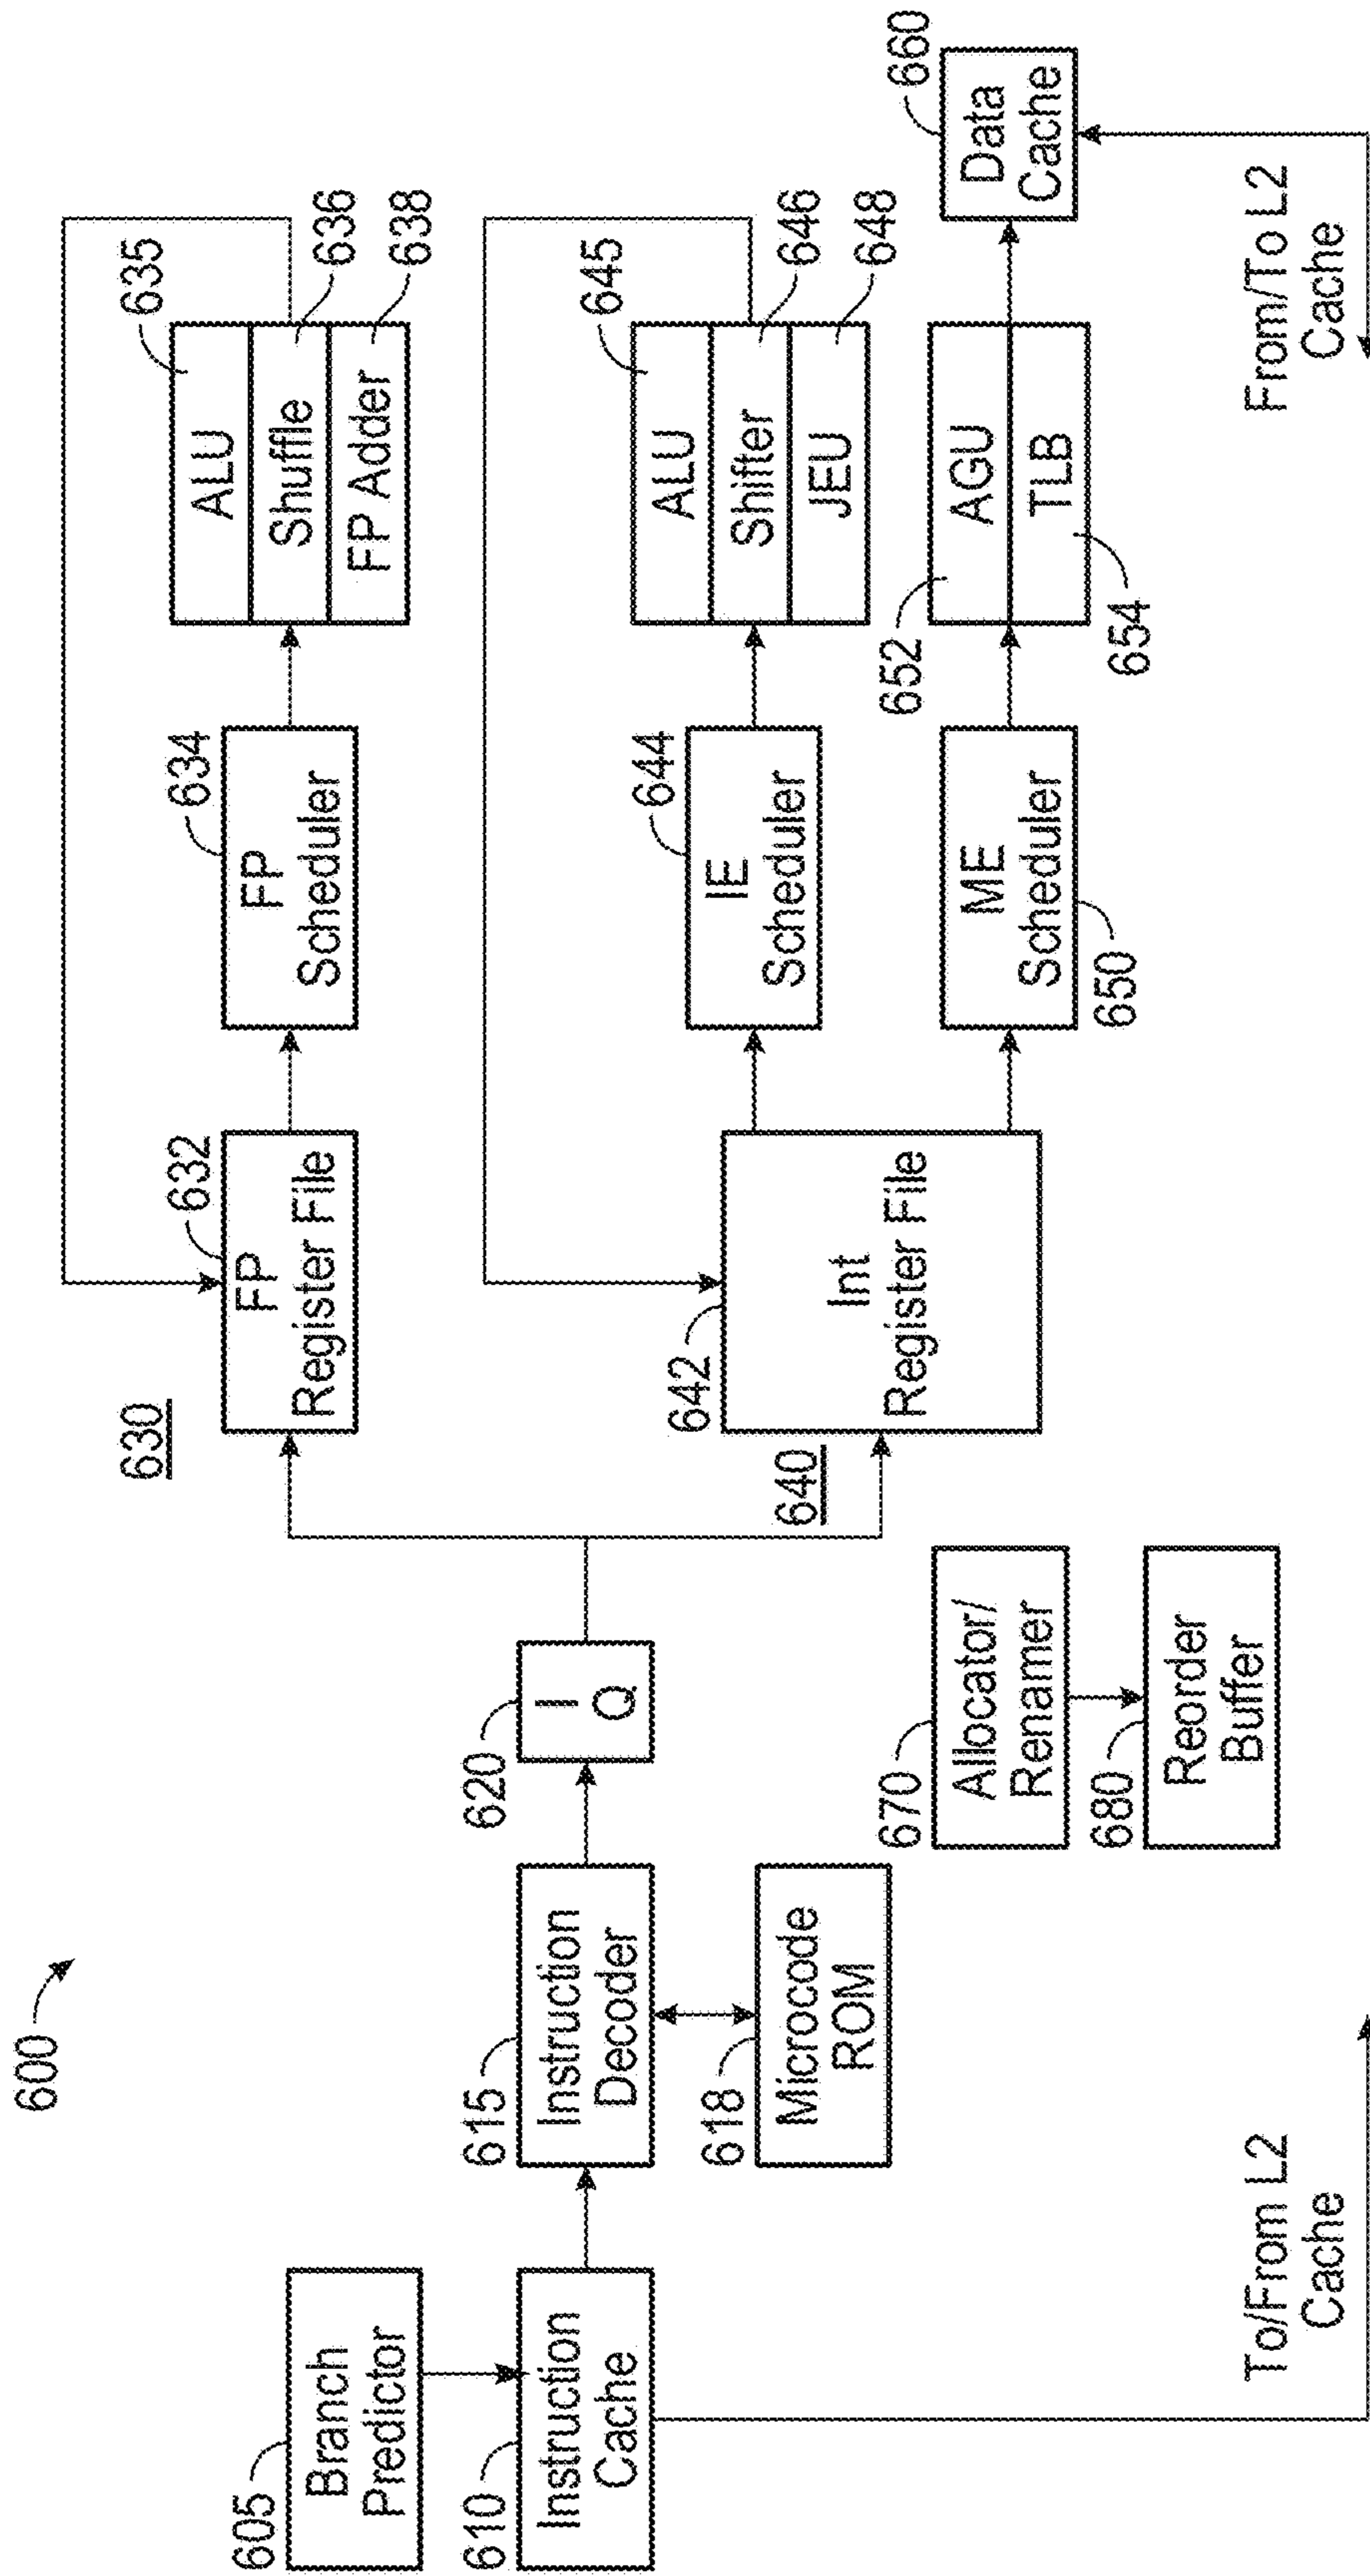 600
605
Branch
Predictor
610
Instruction
Cache
To/From L2
Cache
615
Instruction
Decoder
618
Microcode
ROM
620
I
Q
670
Allocator/
Renamer
680
Reorder
Buffer
630
632
FP
Register File
634
FP
Scheduler
635
ALU
636
Shuffle
638
FP Adder
640
642
Int
Register File
644
IE
Scheduler
645
ALU
646
Shifter
648
JEU
650
ME
Scheduler
652
AGU
654
TLB
660
Data
Cache
From/To L2
Cache